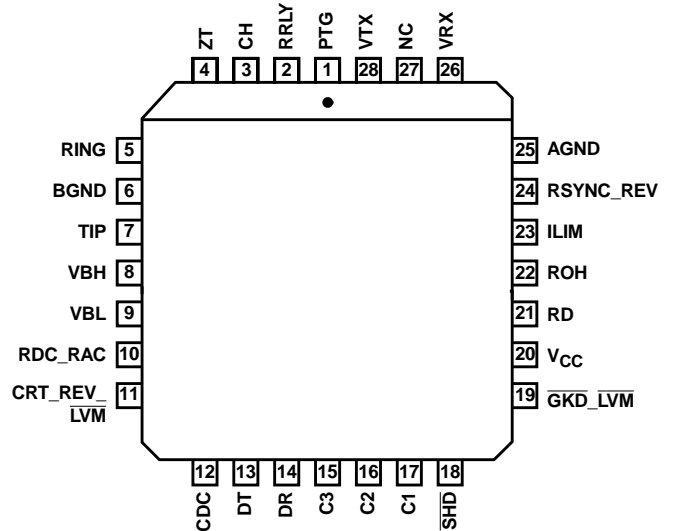 ZT CH RRLY PTG VTX NC VRX
4 3 2 1 28 27 26
RING 5
BGND 6
TIP 7
VBH 8
VBL 9
RDC_RAC 10
CRT_REV_ 11
LVM
25 AGND
24 RSYNC_REV
23 ILIM
22 ROH
21 RD
20 VCC
19 GKD_LVM
12 13 14 15 16 17 18
CDC DT DR C3 C2 C1 SHD